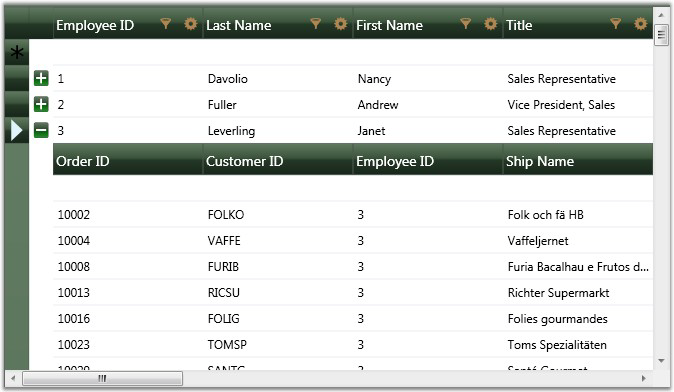 Employee ID Last Name First Name Title
1 Davolio Nancy Sales Representative
2 Fuller Andrew Vice President, Sales
3 Leverling Janet Sales Representative
Order ID Customer ID Employee ID Ship Name
10002 FOLKO 3 Folk och fä HB
10004 VAFFE 3 Vaffeljernet
10008 FURIB 3 Furia Bacalhau e Frutos d...
10013 RICSU 3 Richter Supermarkt
10016 FOLIG 3 Folies gourmandes
10023 TOMSP 3 Toms Spezialitäten
SANTG 3 Santé Gourmet